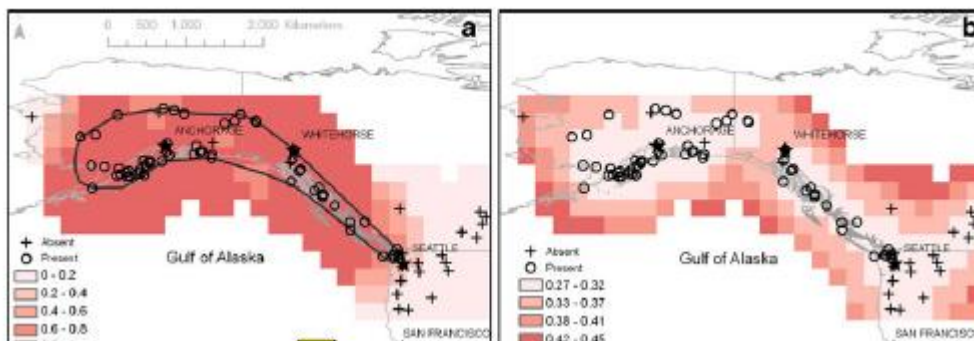 0 500 1,000 2,000 Kilometers
a
ANCHORAGE
WHITEHORSE
Absent
Present
0 - 0.2
0.2 - 0.4
0.4 - 0.6
0.6 - 0.8
Gulf of Alaska
SEATTLE
SAN FRANCISCO
b
ANCHORAGE
WHITEHORSE
Absent
Present
0.27 - 0.32
0.33 - 0.37
0.38 - 0.41
0.42 - 0.45
Gulf of Alaska
SEATTLE
SAN FRANCISCO